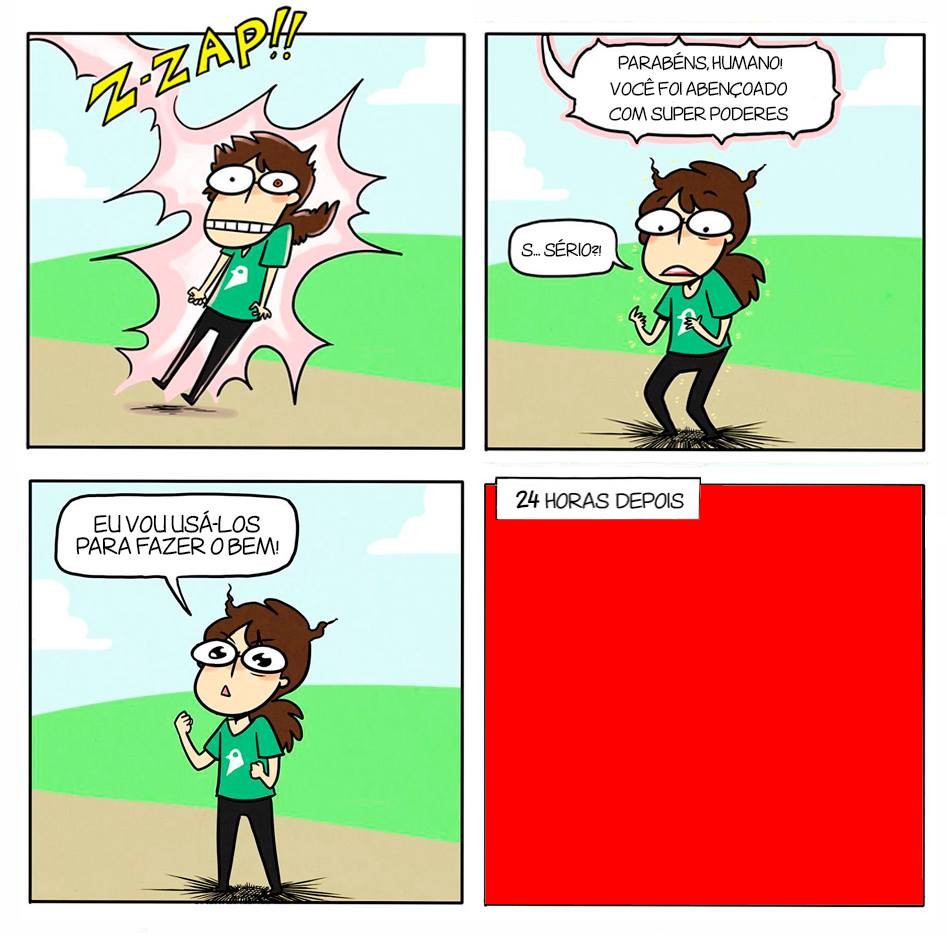 Z-ZAP!!
PARABÉNS, HUMANO!
VOCÊ FOI ABENÇOADO
COM SUPER PODERES
S... SÉRIO?!
EU VOU USÁ-LOS
PARA FAZER O BEM!
24 HORAS DEPOIS